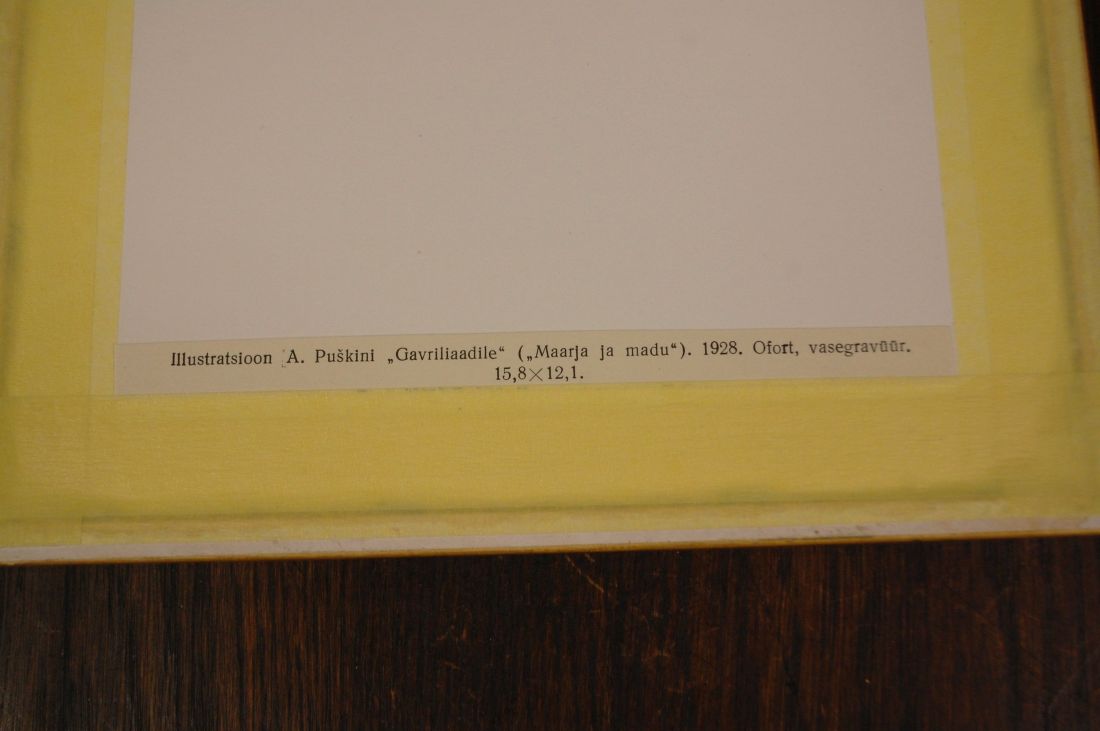 Illustratsioon A. Puškini „Gavriliaadile“ („Maarja ja madu“). 1928. Ofort, vasegravüür.
15,8×12,1.